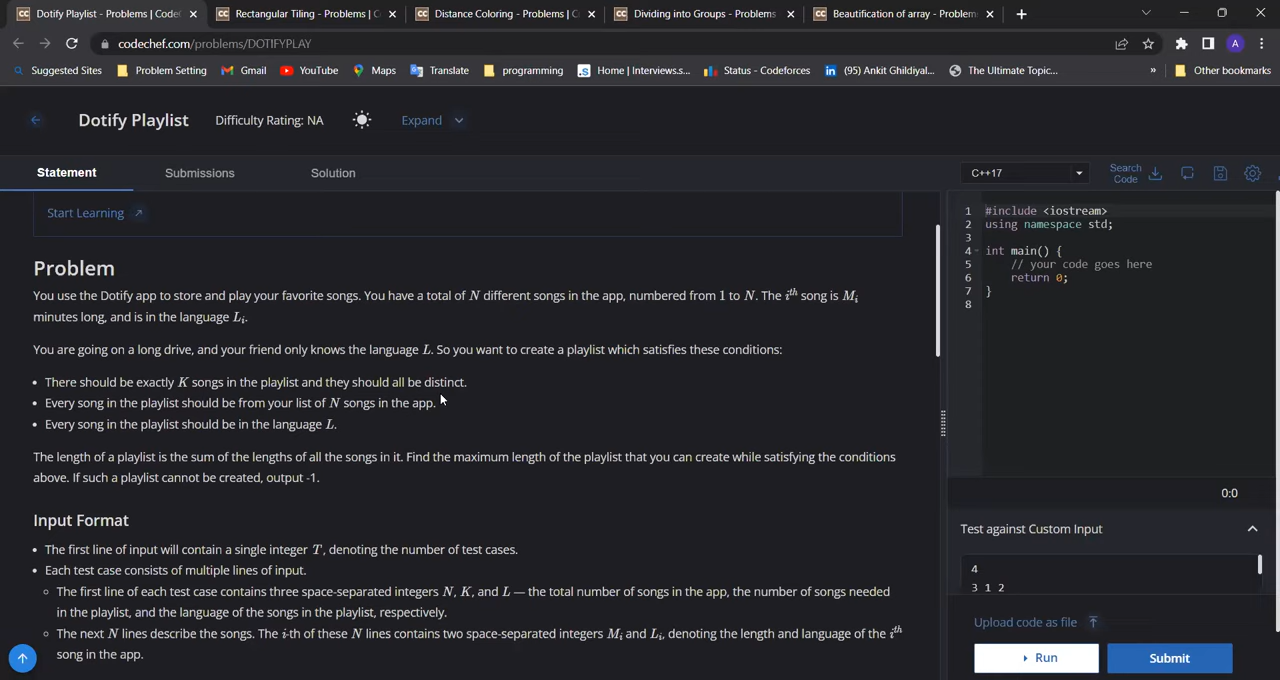 Dotify Playlist - Problems | Code
Rectangular Tiling - Problems | C
Distance Coloring - Problems | C
Dividing into Groups - Problems
Beautification of array - Problem
codechef.com/problems/DOTIFYPLAY
A
Suggested Sites
Problem Setting
Gmail
YouTube
Maps
Translate
programming
Home | Interviews.s...
Status - Codeforces
(95) Ankit Ghildiyal...
The Ultimate Topic...
»
Other bookmarks
Dotify Playlist
Difficulty Rating: NA
Expand
Statement
Submissions
Solution
C++17
Search
Code
Start Learning
Problem
You use the Dotify app to store and play your favorite songs. You have a total of N different songs in the app, numbered from 1 to N. The i^th song is M_i
minutes long, and is in the language L_i.
You are going on a long drive, and your friend only knows the language L. So you want to create a playlist which satisfies these conditions:
• There should be exactly K songs in the playlist and they should all be distinct.
• Every song in the playlist should be from your list of N songs in the app.
• Every song in the playlist should be in the language L.
The length of a playlist is the sum of the lengths of all the songs in it. Find the maximum length of the playlist that you can create while satisfying the conditions
above. If such a playlist cannot be created, output -1.
Input Format
• The first line of input will contain a single integer T, denoting the number of test cases.
• Each test case consists of multiple lines of input.
◦ The first line of each test case contains three space-separated integers N, K, and L — the total number of songs in the app, the number of songs needed
in the playlist, and the language of the songs in the playlist, respectively.
◦ The next N lines describe the songs. The i-th of these N lines contains two space-separated integers M_i and L_i, denoting the length and language of the i^th
song in the app.
1 #include <iostream>
2 using namespace std;
3
4 int main() {
5 // your code goes here
6 return 0;
7 }
8
0:0
Test against Custom Input
4
3 1 2
Upload code as file
Run
Submit